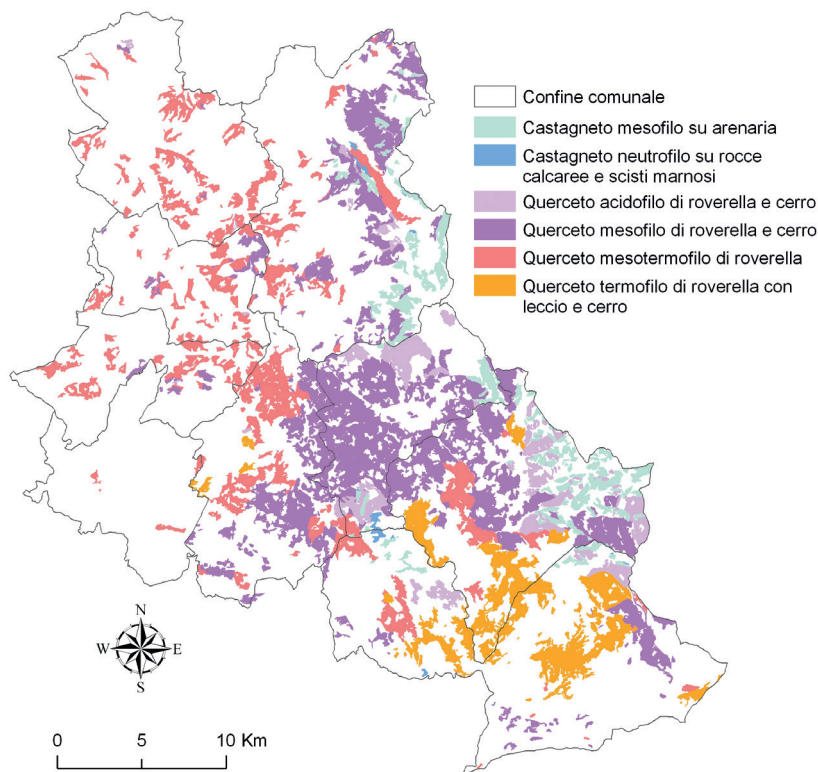 Confine comunale
Castagneto mesofilo su arenaria
Castagneto neutrofilo su rocce
calcaree e scisti marnosi
Querceto acidofilo di roverella e cerro
Querceto mesofilo di roverella e cerro
Querceto mesotermofilo di roverella
Querceto termofilo di roverella con
leccio e cerro
N
W E
S
0 5 10 Km